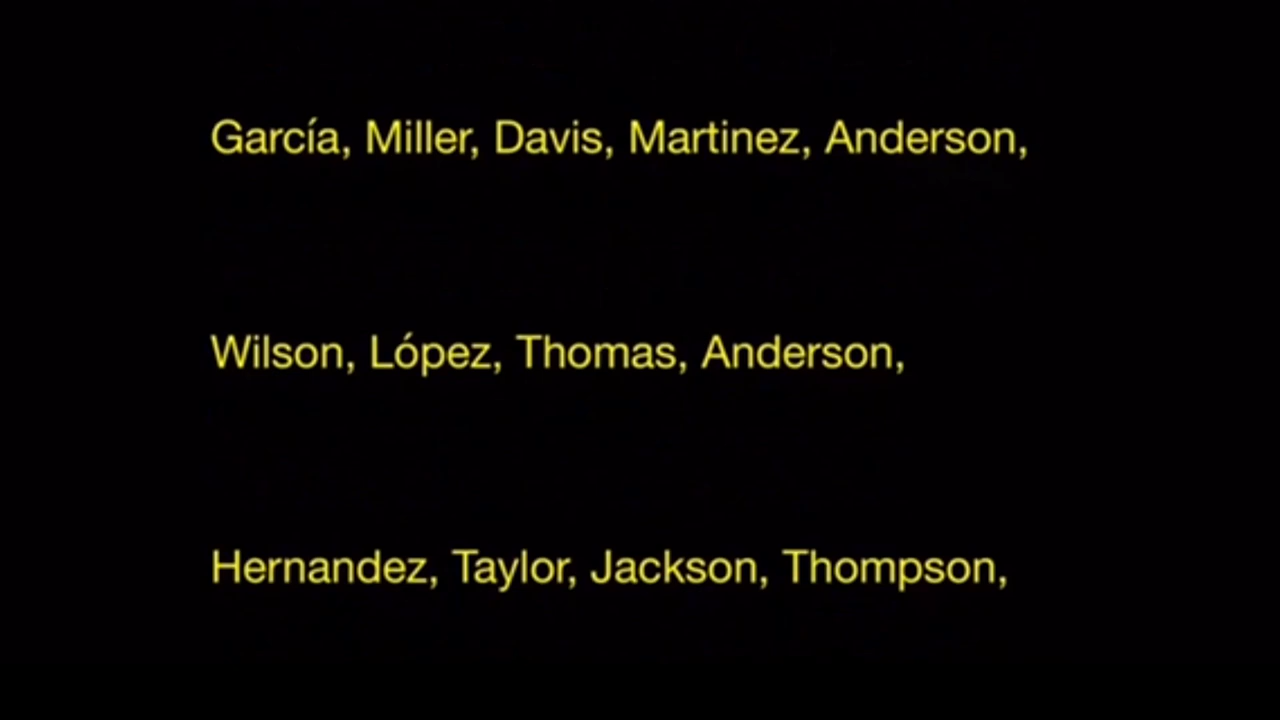 García, Miller, Davis, Martinez, Anderson,
Wilson, López, Thomas, Anderson,
Hernandez, Taylor, Jackson, Thompson,